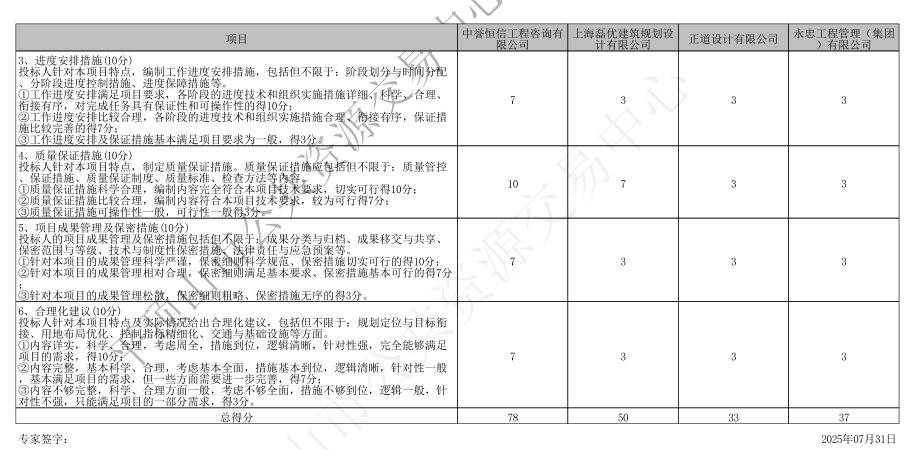 项目
中誉恒信工程咨询有
限公司
上海磊优建筑规划设
计有限公司
正道设计有限公司
永忠工程管理（集团
）有限公司
3、进度安排措施(10分)
投标人针对本项目特点，编制工作进度安排措施，包括但不限于：阶段划分与时间分配
、分阶段进度控制措施、进度保障措施等。
①工作进度安排满足项目要求，各阶段的进度技术和组织实施措施详细、科学、合理、
衔接有序，对完成任务具有保证性和可操作性的得10分；
②工作进度安排比较合理，各阶段的进度技术和组织实施措施合理、衔接有序，保证措
施比较完善的得7分；
③工作进度安排及保证措施基本满足项目要求为一般，得3分。
7
3
3
3
4、质量保证措施(10分)
投标人针对本项目特点，制定质量保证措施。质量保证措施应包括但不限于：质量管控
、保证措施、质量保证制度、质量标准、检查方法等内容。
①质量保证措施科学合理，编制内容完全符合本项目技术要求，切实可行得10分；
②质量保证措施比较合理，编制内容符合本项目技术要求，较为可行得7分；
③质量保证措施可操作性一般，可行性一般得3分。
10
7
3
3
5、项目成果管理及保密措施(10分)
投标人的项目成果管理及保密措施包括但不限于：成果分类与归档、成果移交与共享、
保密范围与等级、技术与制度性保密措施、法律责任与应急预案等。
①针对本项目的成果管理科学严谨，保密细则科学规范、保密措施切实可行的得10分；
②针对本项目的成果管理相对合理，保密细则满足基本要求、保密措施基本可行的得7分
；
③针对本项目的成果管理松散，保密细则粗略、保密措施无序的得3分。
7
3
3
3
6、合理化建议(10分)
投标人针对本项目特点及实际情况给出合理化建议，包括但不限于：规划定位与目标衔
接、用地布局优化、控制指标精细化、交通与基础设施等方面。
①内容详实，科学、合理，考虑周全，措施到位，逻辑清晰，针对性强，完全能够满足
项目的需求，得10分；
②内容完整，基本科学、合理，考虑基本全面，措施基本到位，逻辑清晰，针对性一般
，基本满足项目的需求，但一些方面需要进一步完善，得7分；
③内容不够完整，科学、合理方面一般，考虑不够全面，措施不够到位，逻辑一般，针
对性不强，只能满足项目的一部分需求，得3分。
7
3
3
3
总得分
78
50
33
37
专家签字：
2025年07月31日
平顶山市公共资源交易中心
山市公共资源交易中心